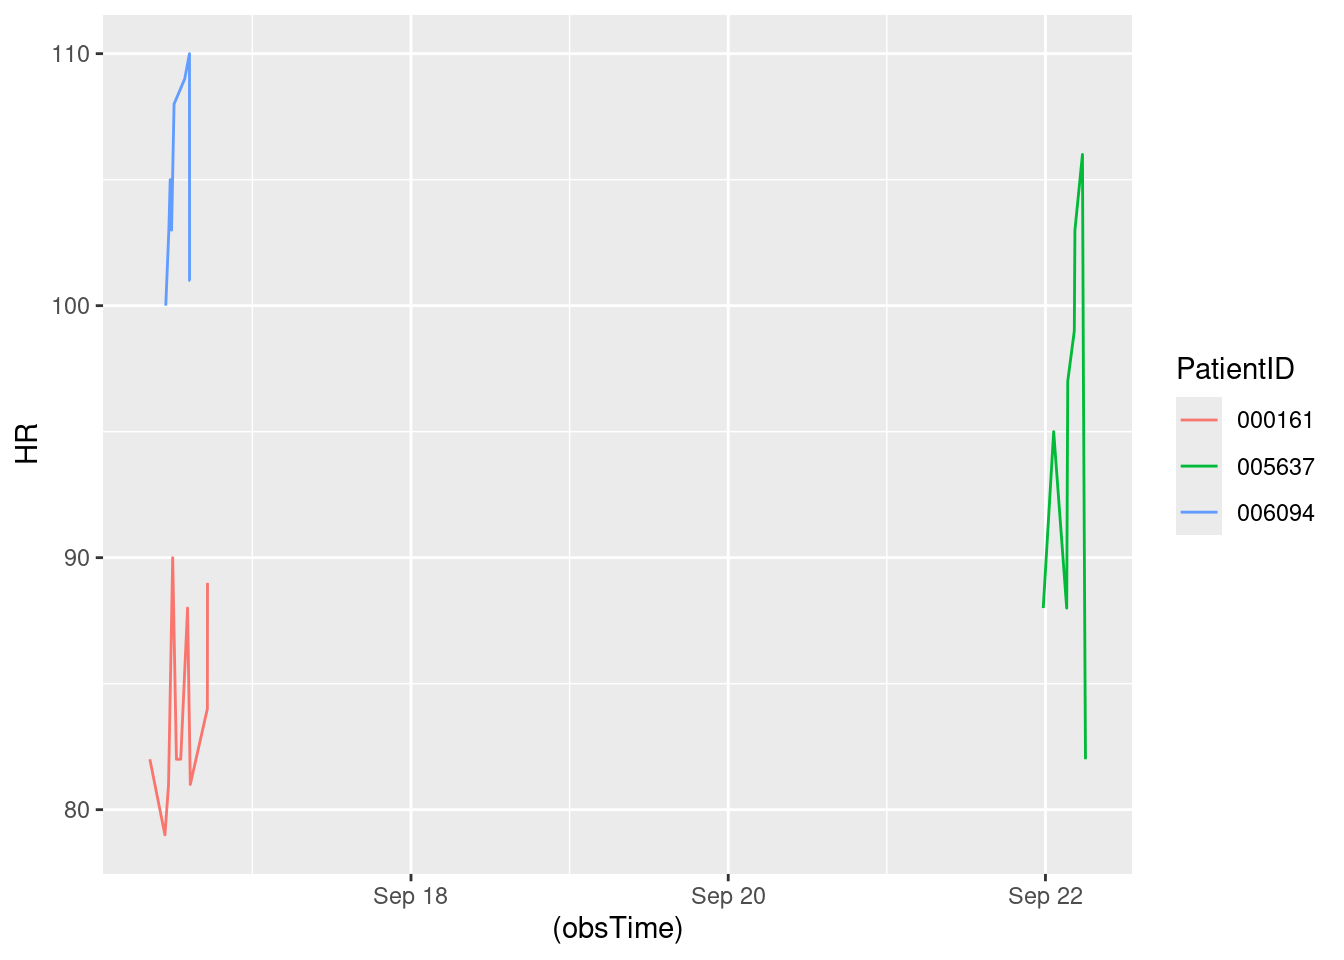 110
100
90
80
HR
Sep 18
Sep 20
Sep 22
(obsTime)
PatientID
000161
005637
006094